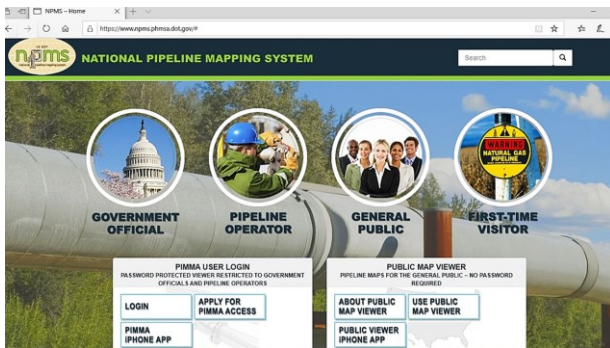 NPMS - Home
https://www.npms.phmsa.dot.gov/#
npms
NATIONAL PIPELINE MAPPING SYSTEM
Search
WARNING
NATURAL GAS
PIPELINE
GOVERNMENT
OFFICIAL
PIPELINE
OPERATOR
GENERAL
PUBLIC
FIRST-TIME
VISITOR
PIMMA USER LOGIN
PASSWORD PROTECTED VIEWER RESTRICTED TO GOVERNMENT
OFFICIALS AND PIPELINE OPERATORS
LOGIN
APPLY FOR
PIMMA ACCESS
PIMMA
IPHONE APP
PUBLIC MAP VIEWER
PIPELINE MAPS FOR THE GENERAL PUBLIC – NO PASSWORD
REQUIRED
ABOUT PUBLIC
MAP VIEWER
USE PUBLIC
MAP VIEWER
PUBLIC VIEWER
IPHONE APP